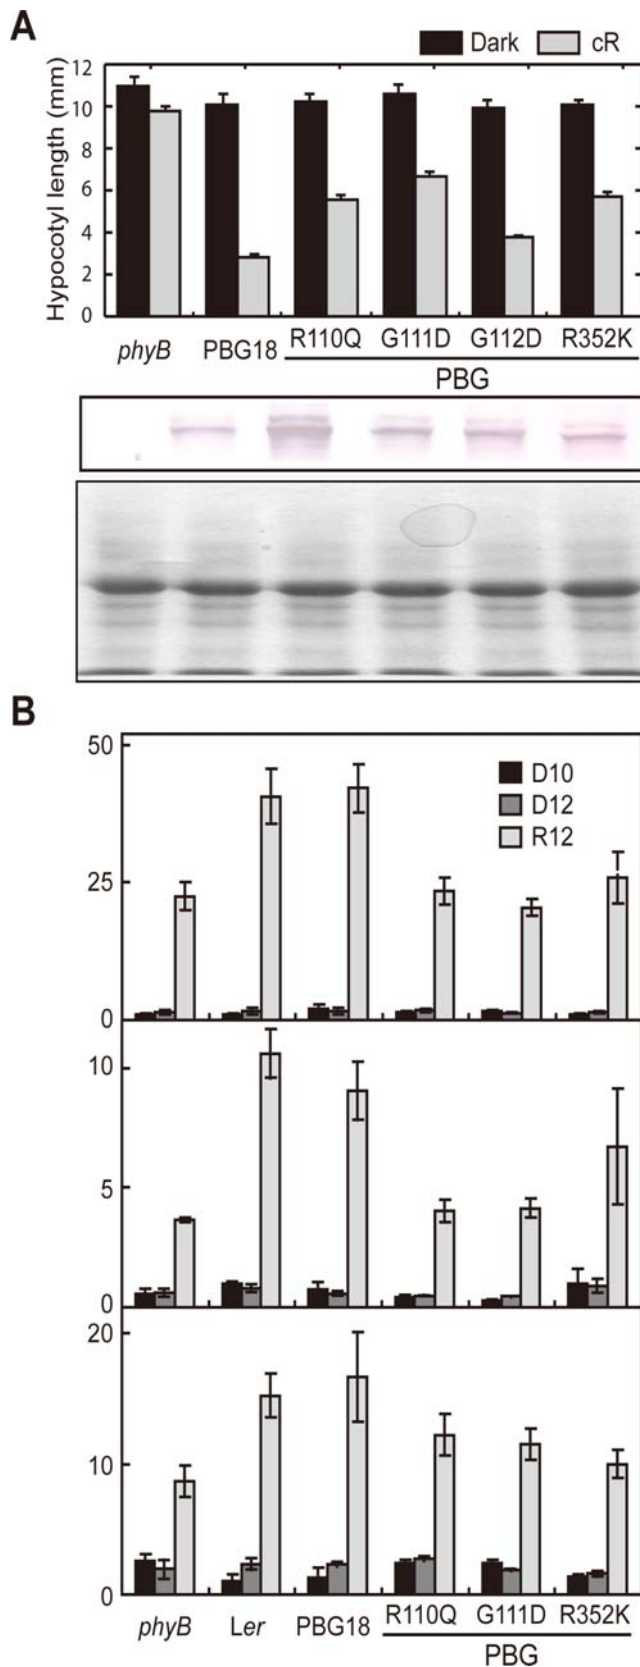 A
Dark cR
Hypocotyl length (mm)
12
10
8
6
4
2
0
phyB PBG18 R110Q G111D G112D R352K
PBG
B
50
25
0
D10
D12
R12
10
5
0
20
10
0
phyB Ler PBG18 R110Q G111D R352K
PBG